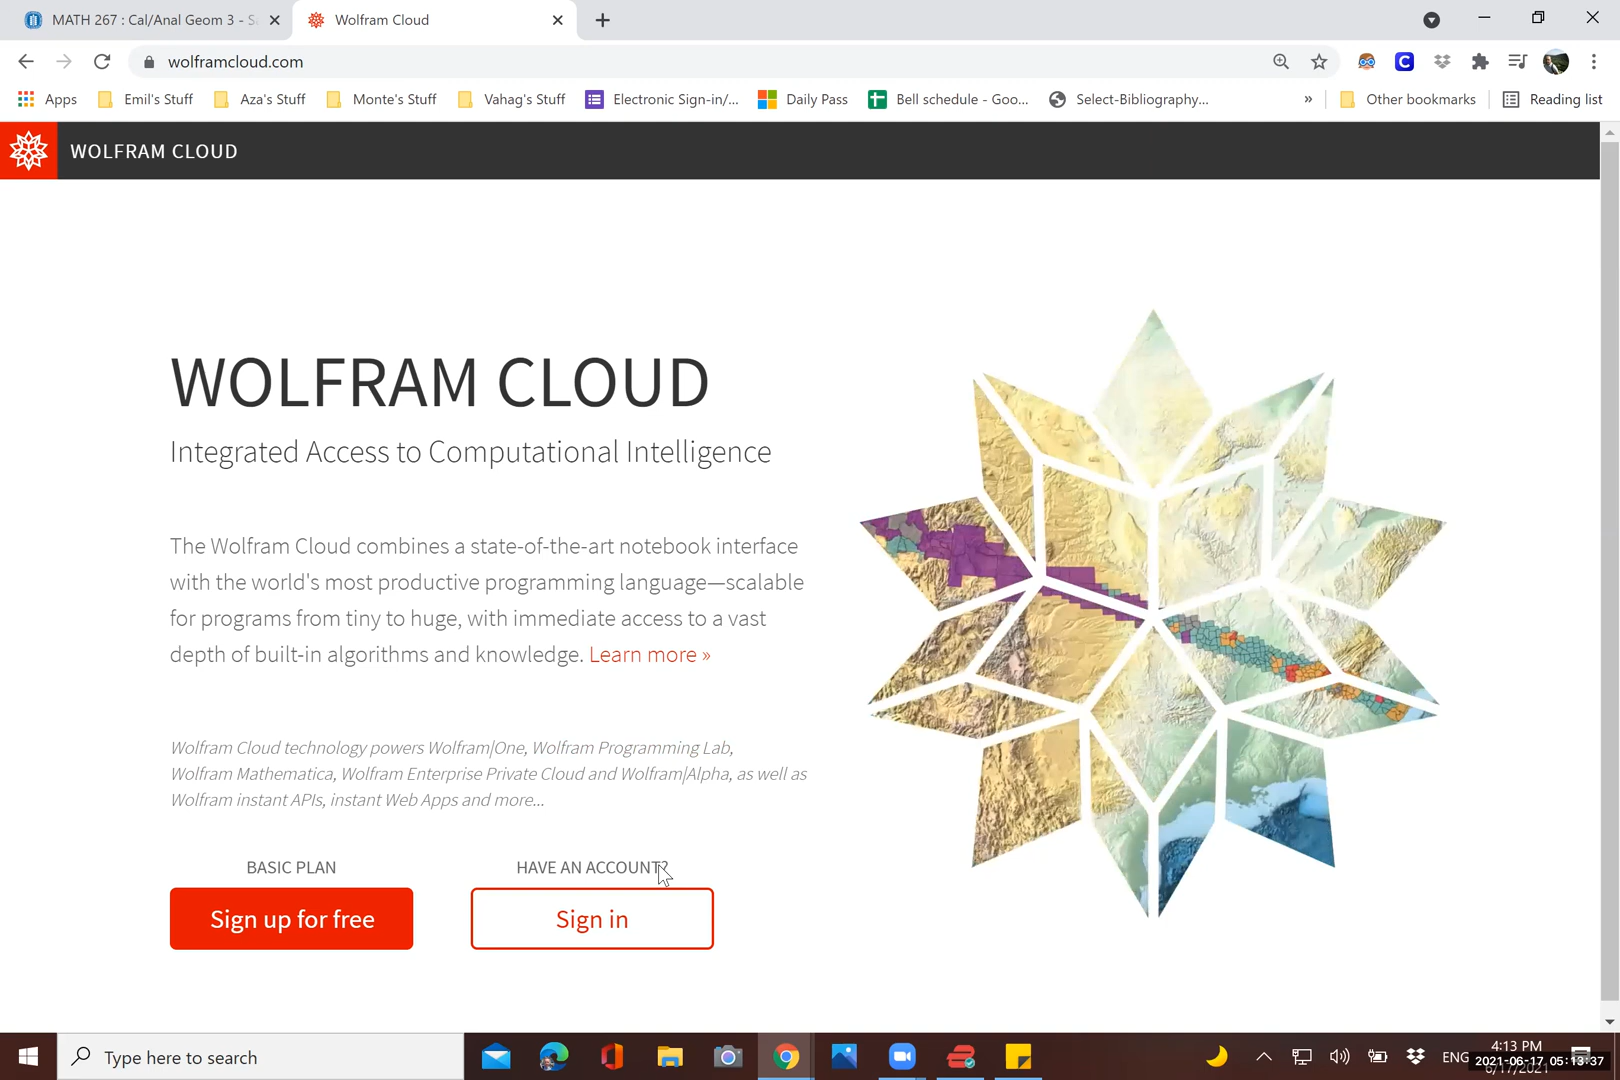 MATH 267 : Cal/Anal Geom 3 - S
Wolfram Cloud
wolframcloud.com
Apps
Emil's Stuff
Aza's Stuff
Monte's Stuff
Vahag's Stuff
Electronic Sign-in/...
Daily Pass
Bell schedule - Goo...
Select-Bibliography...
»
Other bookmarks
Reading list
WOLFRAM CLOUD
WOLFRAM CLOUD
Integrated Access to Computational Intelligence
The Wolfram Cloud combines a state-of-the-art notebook interface
with the world's most productive programming language—scalable
for programs from tiny to huge, with immediate access to a vast
depth of built-in algorithms and knowledge. Learn more »
Wolfram Cloud technology powers Wolfram|One, Wolfram Programming Lab,
Wolfram Mathematica, Wolfram Enterprise Private Cloud and Wolfram|Alpha, as well as
Wolfram instant APIs, instant Web Apps and more...
BASIC PLAN
HAVE AN ACCOUNT?
Sign up for free
Sign in
Type here to search
ENG
4:13 PM
2021-06-17 05:13:37
6/17/2021